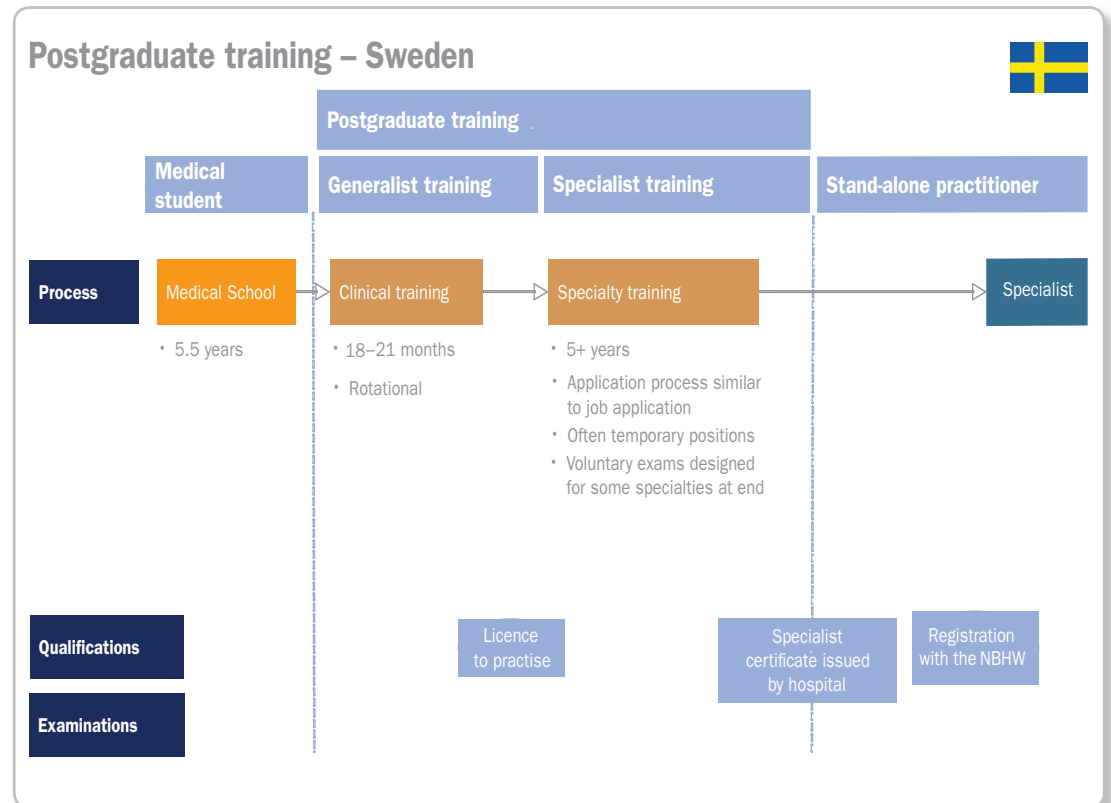 Postgraduate training – Sweden
Postgraduate training
Medical
student
Generalist training
Specialist training
Stand-alone practitioner
Process
Medical School
Clinical training
Specialty training
Specialist
• 5.5 years
• 18–21 months
• Rotational
• 5+ years
• Application process similar
to job application
• Often temporary positions
• Voluntary exams designed
for some specialties at end
Qualifications
Licence
to practise
Specialist
certificate issued
by hospital
Registration
with the NBHW
Examinations